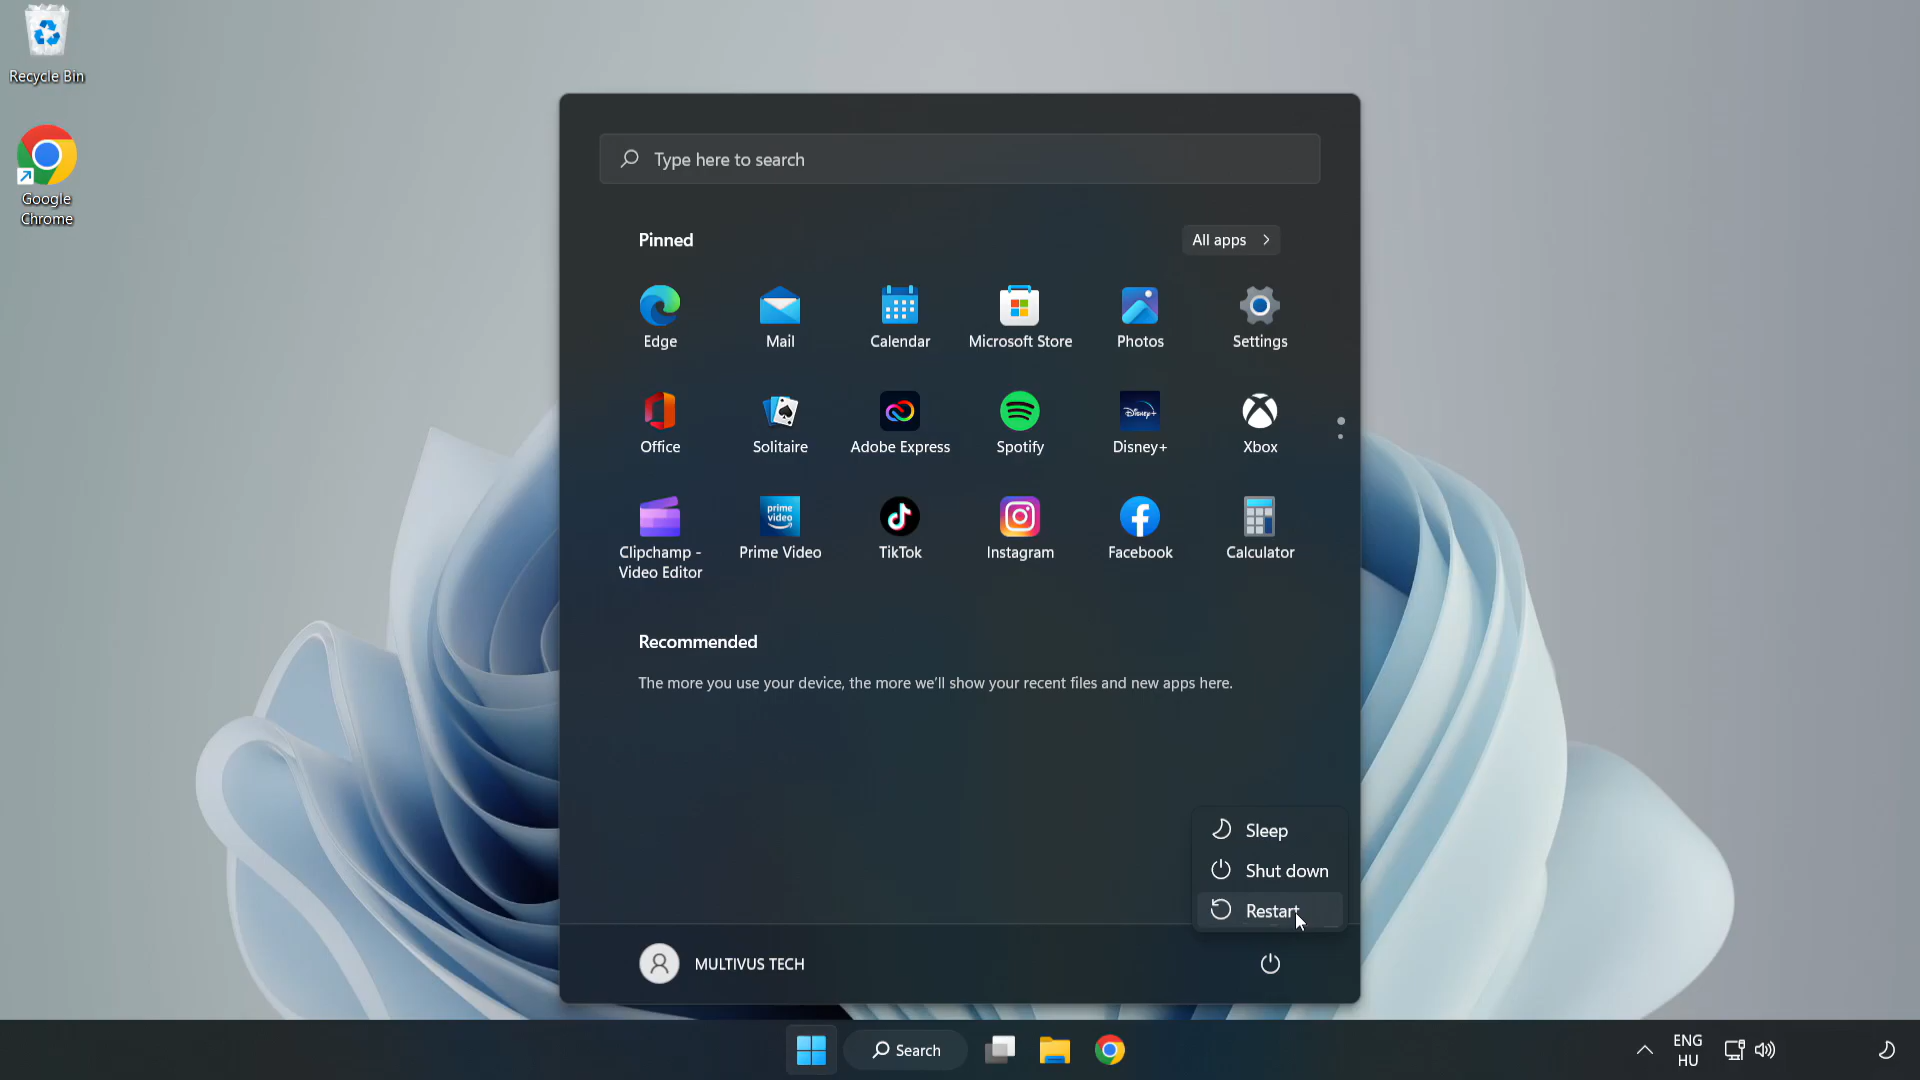 Recycle Bin
Google
Chrome
Type here to search
Pinned
All apps
Edge
Mail
Calendar
Microsoft Store
Photos
Settings
Office
Solitaire
Adobe Express
Disney+
Spotify
Disney+
Xbox
prime
video
Clipchamp -
Video Editor
Prime Video
TikTok
Instagram
Facebook
Calculator
Recommended
The more you use your device, the more we'll show your recent files and new apps here.
Sleep
Shut down
Restart
MULTIVUS TECH
Search
ENG
HU